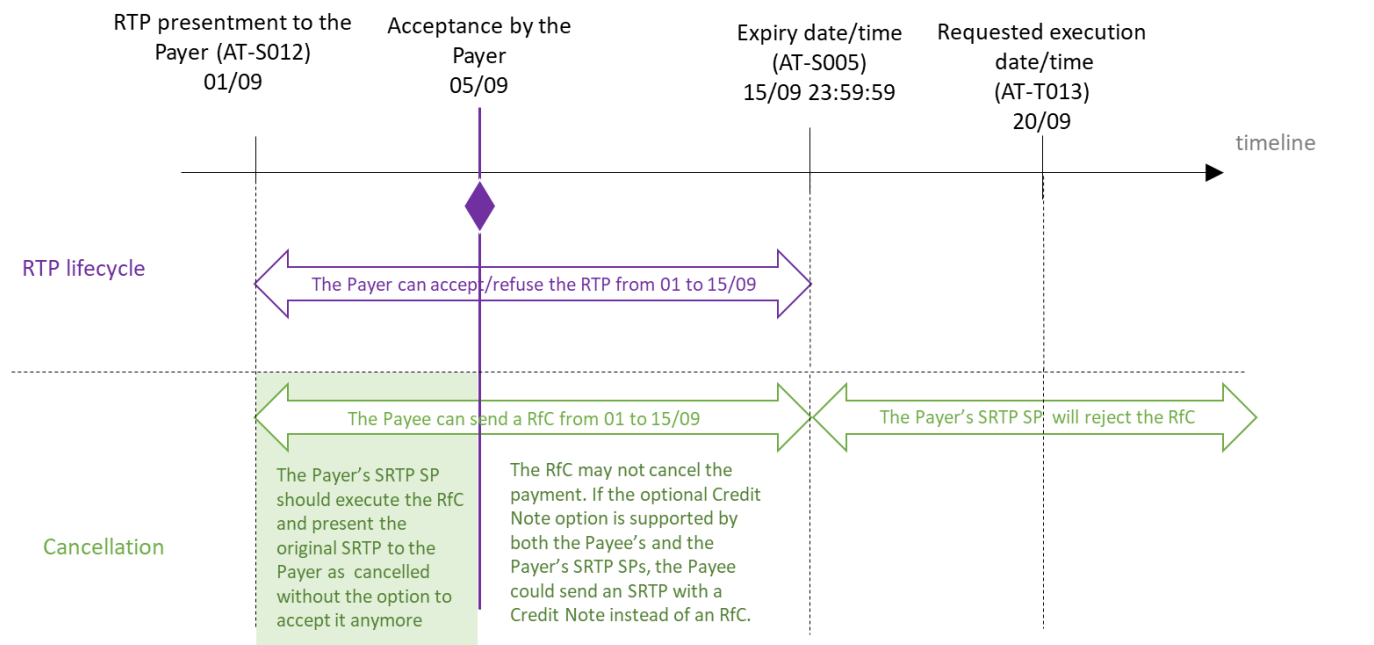 RTP presentment to the
Payer (AT-S012)
01/09
Acceptance by the
Payer
05/09
Expiry date/time
(AT-S005)
15/09 23:59:59
Requested execution
date/time
(AT-T013)
20/09
timeline
RTP lifecycle
The Payer can accept/refuse the RTP from 01 to 15/09
The Payee can send a RfC from 01 to 15/09
The Payer's SRTP SP will reject the RfC
Cancellation
The Payer's SRTP SP
should execute the RfC
and present the
original SRTP to the
Payer as cancelled
without the option to
accept it anymore
The RfC may not cancel the
payment. If the optional Credit
Note option is supported by
both the Payee's and the
Payer's SRTP SPs, the Payee
could send an SRTP with a
Credit Note instead of an RfC.